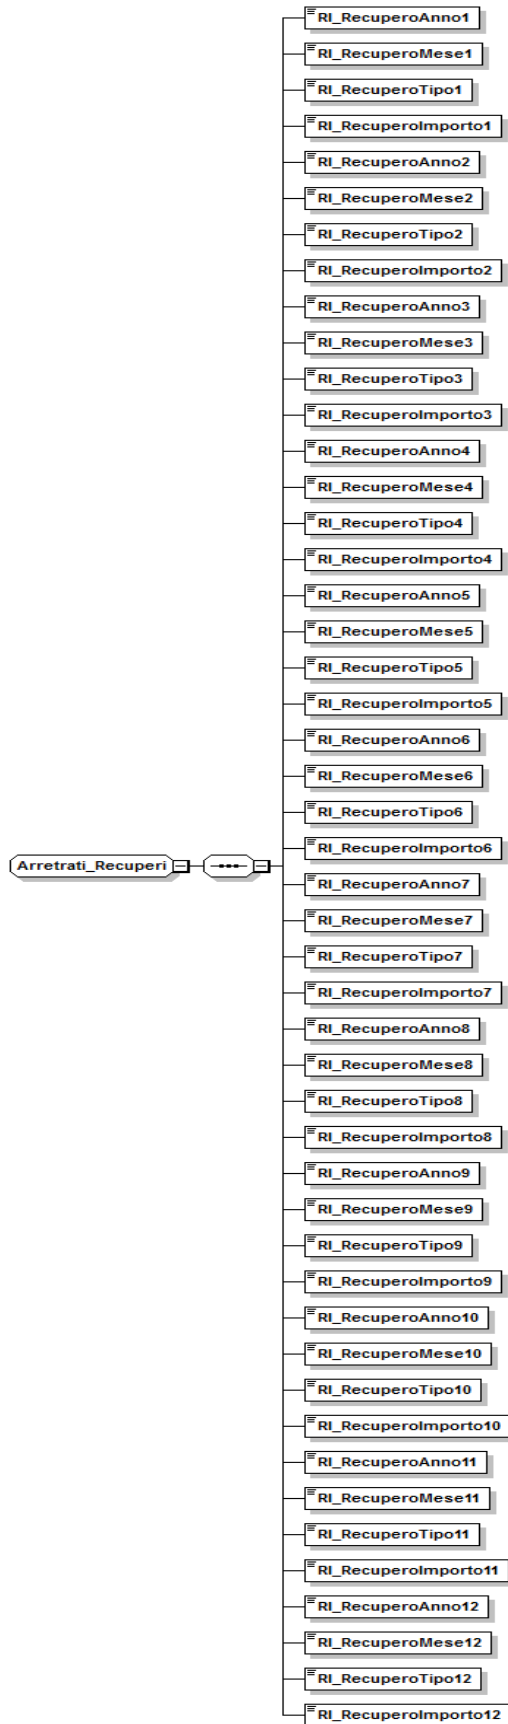 RI_RecuperoAnno1
RI_RecuperoMese1
RI_RecuperoTipo1
RI_RecuperoImporto1
RI_RecuperoAnno2
RI_RecuperoMese2
RI_RecuperoTipo2
RI_RecuperoImporto2
RI_RecuperoAnno3
RI_RecuperoMese3
RI_RecuperoTipo3
RI_RecuperoImporto3
RI_RecuperoAnno4
RI_RecuperoMese4
RI_RecuperoTipo4
RI_RecuperoImporto4
RI_RecuperoAnno5
RI_RecuperoMese5
RI_RecuperoTipo5
RI_RecuperoImporto5
RI_RecuperoAnno6
RI_RecuperoMese6
RI_RecuperoTipo6
RI_RecuperoImporto6
Arretrati_Recuperi
RI_RecuperoAnno7
RI_RecuperoMese7
RI_RecuperoTipo7
RI_RecuperoImporto7
RI_RecuperoAnno8
RI_RecuperoMese8
RI_RecuperoTipo8
RI_RecuperoImporto8
RI_RecuperoAnno9
RI_RecuperoMese9
RI_RecuperoTipo9
RI_RecuperoImporto9
RI_RecuperoAnno10
RI_RecuperoMese10
RI_RecuperoTipo10
RI_RecuperoImporto10
RI_RecuperoAnno11
RI_RecuperoMese11
RI_RecuperoTipo11
RI_RecuperoImporto11
RI_RecuperoAnno12
RI_RecuperoMese12
RI_RecuperoTipo12
RI_RecuperoImporto12